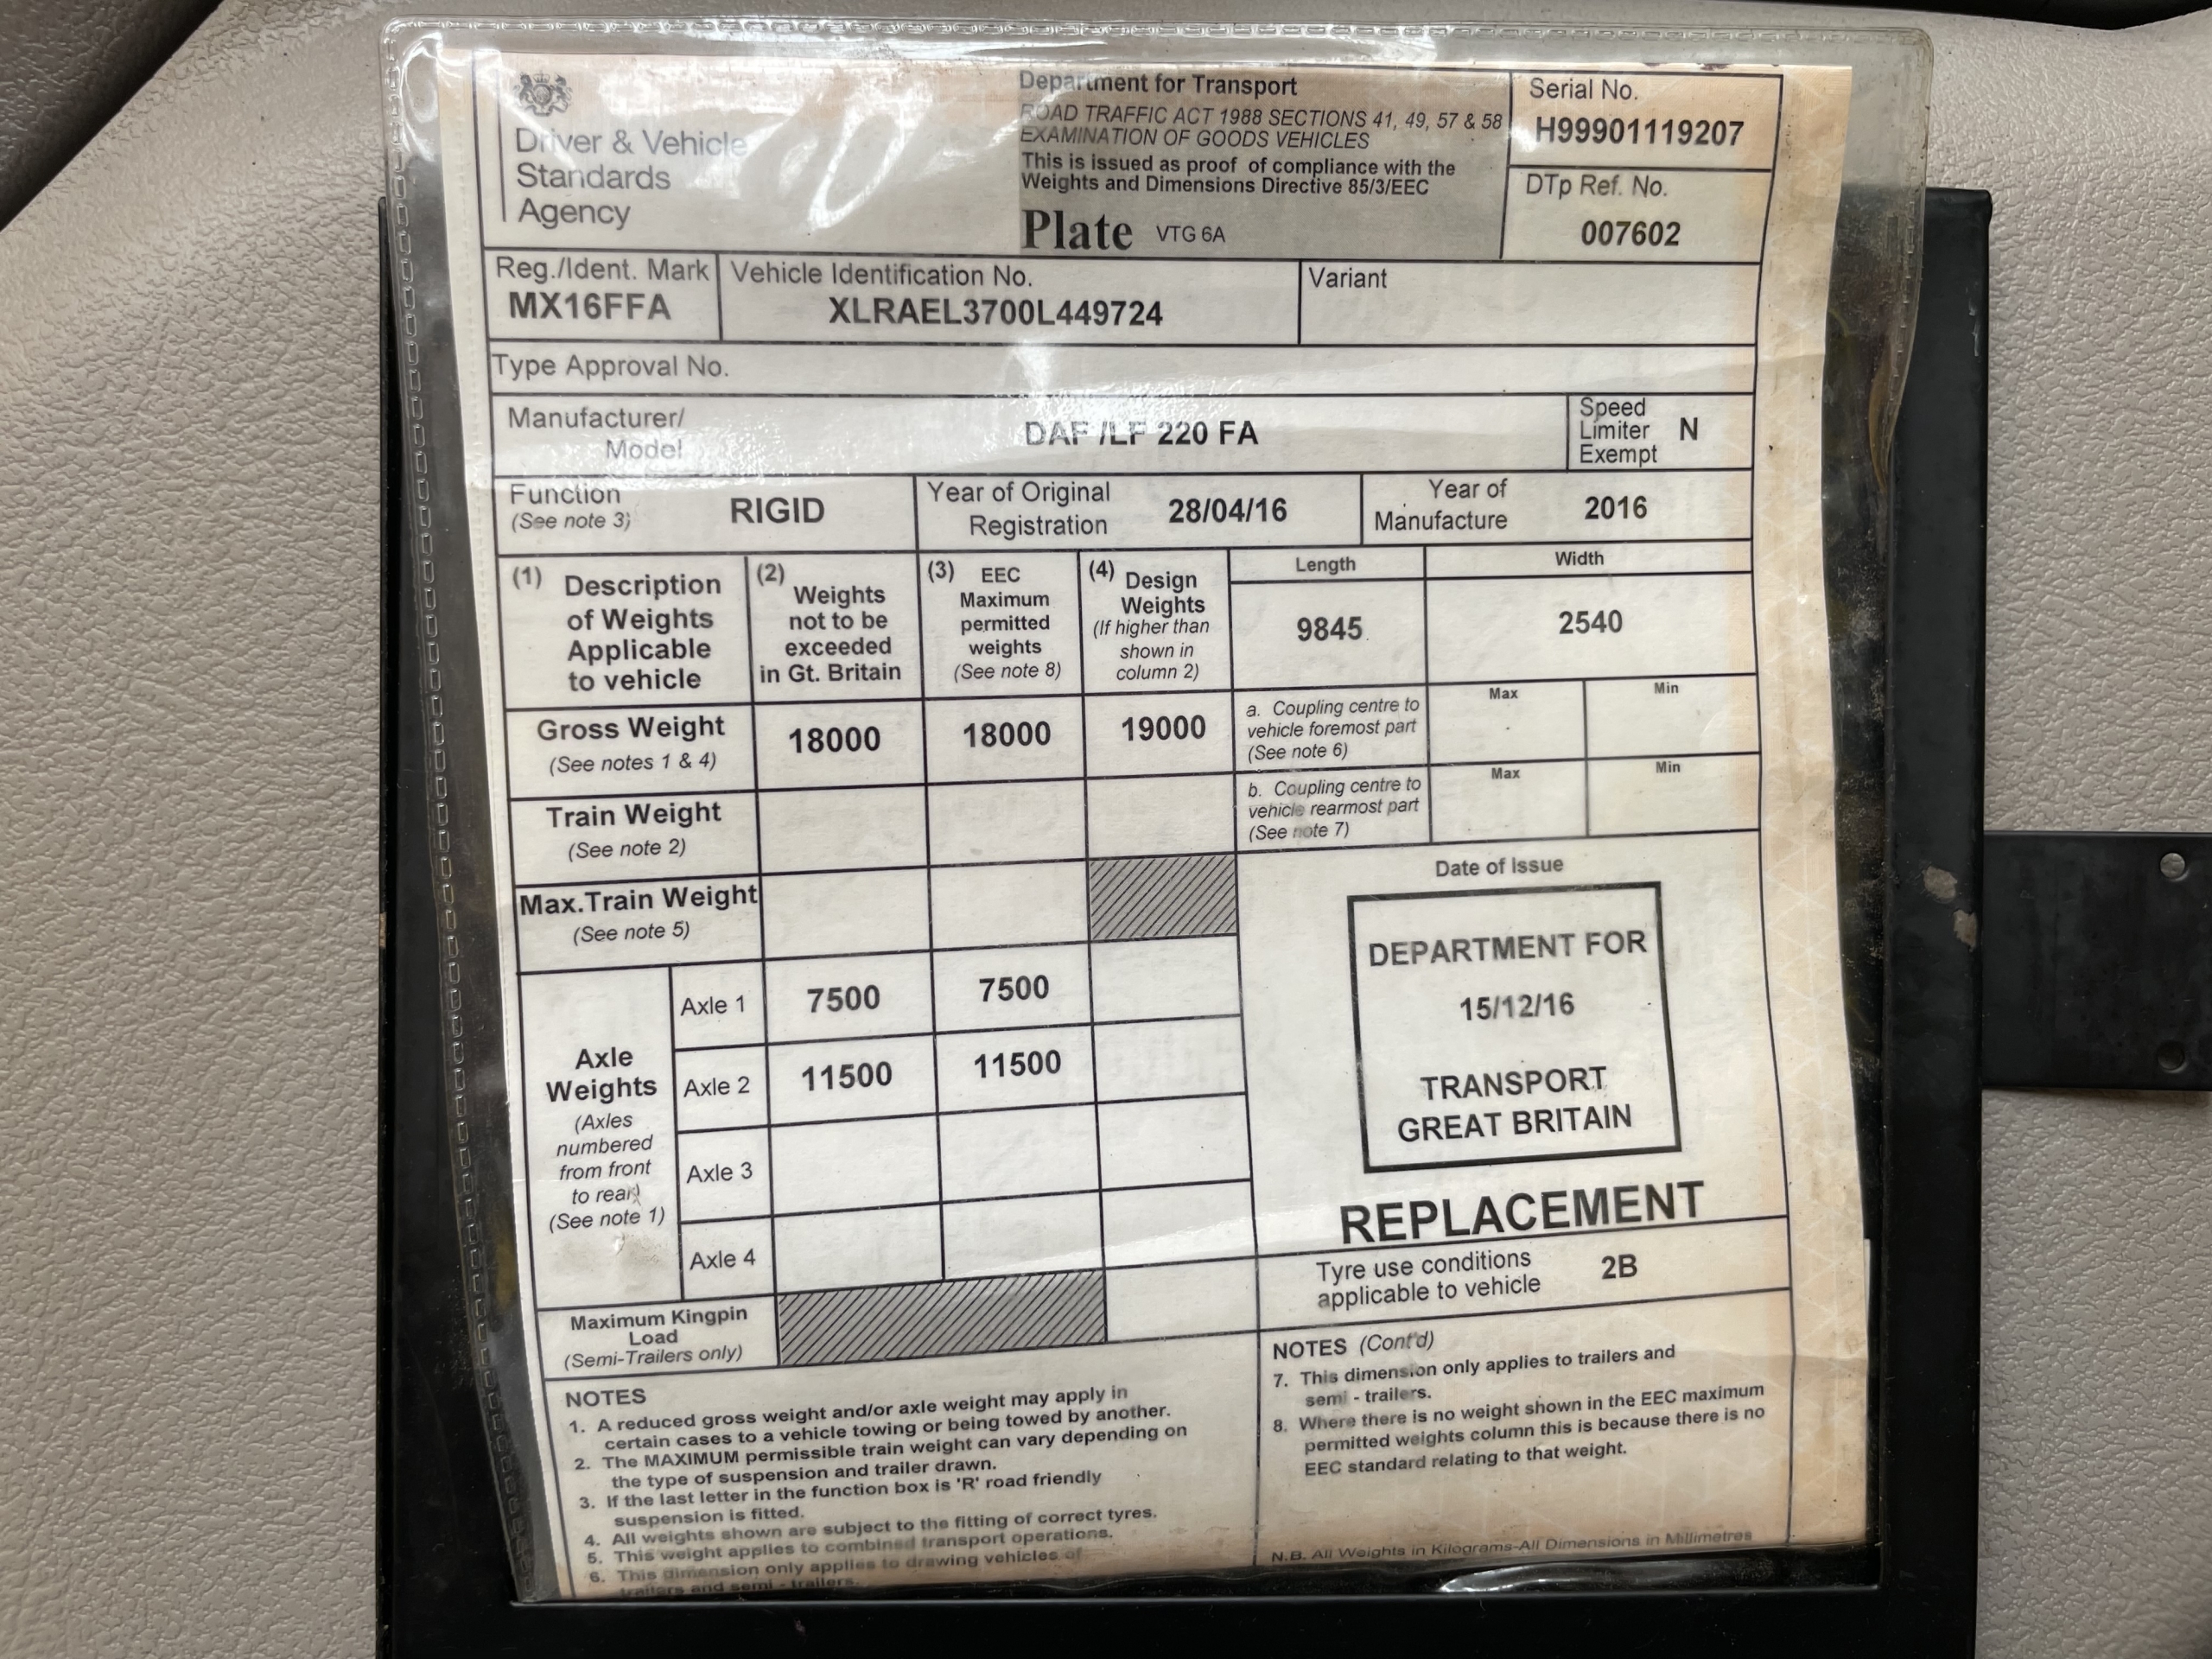 Driver & Vehicle
Standards
Agency
Department for Transport
ROAD TRAFFIC ACT 1988 SECTIONS 41, 49, 57 & 58
EXAMINATION OF GOODS VEHICLES
This is issued as proof of compliance with the
Weights and Dimensions Directive 85/3/EEC
Plate VTG 6A
Serial No.
H99901119207
DTp Ref. No.
007602
Reg./Ident. Mark
MX16FFA
Vehicle Identification No.
XLRAEL3700L449724
Variant
Type Approval No.
Manufacturer/
Model
DAF /LF 220 FA
Speed
Limiter
Exempt
N
Function
(See note 3)
RIGID
Year of Original
Registration
28/04/16
Year of
Manufacture
2016
(1) Description
of Weights
Applicable
to vehicle
(2)
Weights
not to be
exceeded
in Gt. Britain
(3) EEC
Maximum
permitted
weights
(See note 8)
(4) Design
Weights
(If higher than
shown in
column 2)
Length
9845
Width
2540
Gross Weight
(See notes 1 & 4)
18000
18000
19000
a. Coupling centre to
vehicle foremost part
(See note 6)
Max
Min
Train Weight
(See note 2)
b. Coupling centre to
vehicle rearmost part
(See note 7)
Max
Min
Max.Train Weight
(See note 5)
Date of Issue
DEPARTMENT FOR
15/12/16
TRANSPORT
GREAT BRITAIN
REPLACEMENT
Axle
Weights
(Axles
numbered
from front
to rear)
(See note 1)
Axle 1
7500
7500
Axle 2
11500
11500
Axle 3
Axle 4
Tyre use conditions
applicable to vehicle
2B
Maximum Kingpin
Load
(Semi-Trailers only)
NOTES
1. A reduced gross weight and/or axle weight may apply in
certain cases to a vehicle towing or being towed by another.
2. The MAXIMUM permissible train weight can vary depending on
the type of suspension and trailer drawn.
3. If the last letter in the function box is 'R' road friendly
suspension is fitted.
4. All weights shown are subject to the fitting of correct tyres.
5. This weight applies to combined transport operations.
6. This dimension only applies to drawing vehicles of
trailers and semi - trailers.
NOTES (Cont'd)
7. This dimension only applies to trailers and
semi - trailers.
8. Where there is no weight shown in the EEC maximum
permitted weights column this is because there is no
EEC standard relating to that weight.
N.B. All Weights in Kilograms-All Dimensions in Millimetres